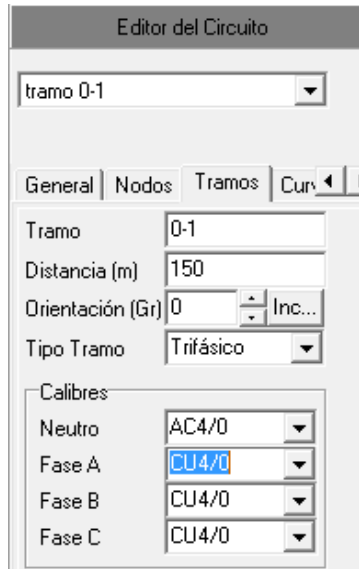 Editor del Circuito
tramo 0-1
General Nodos Tramos Curv
Tramo 0-1
Distancia (m) 150
Orientación (Gr) 0 Inc...
Tipo Tramo Trifásico
Calibres
Neutro AC4/0
Fase A CU4/0
Fase B CU4/0
Fase C CU4/0